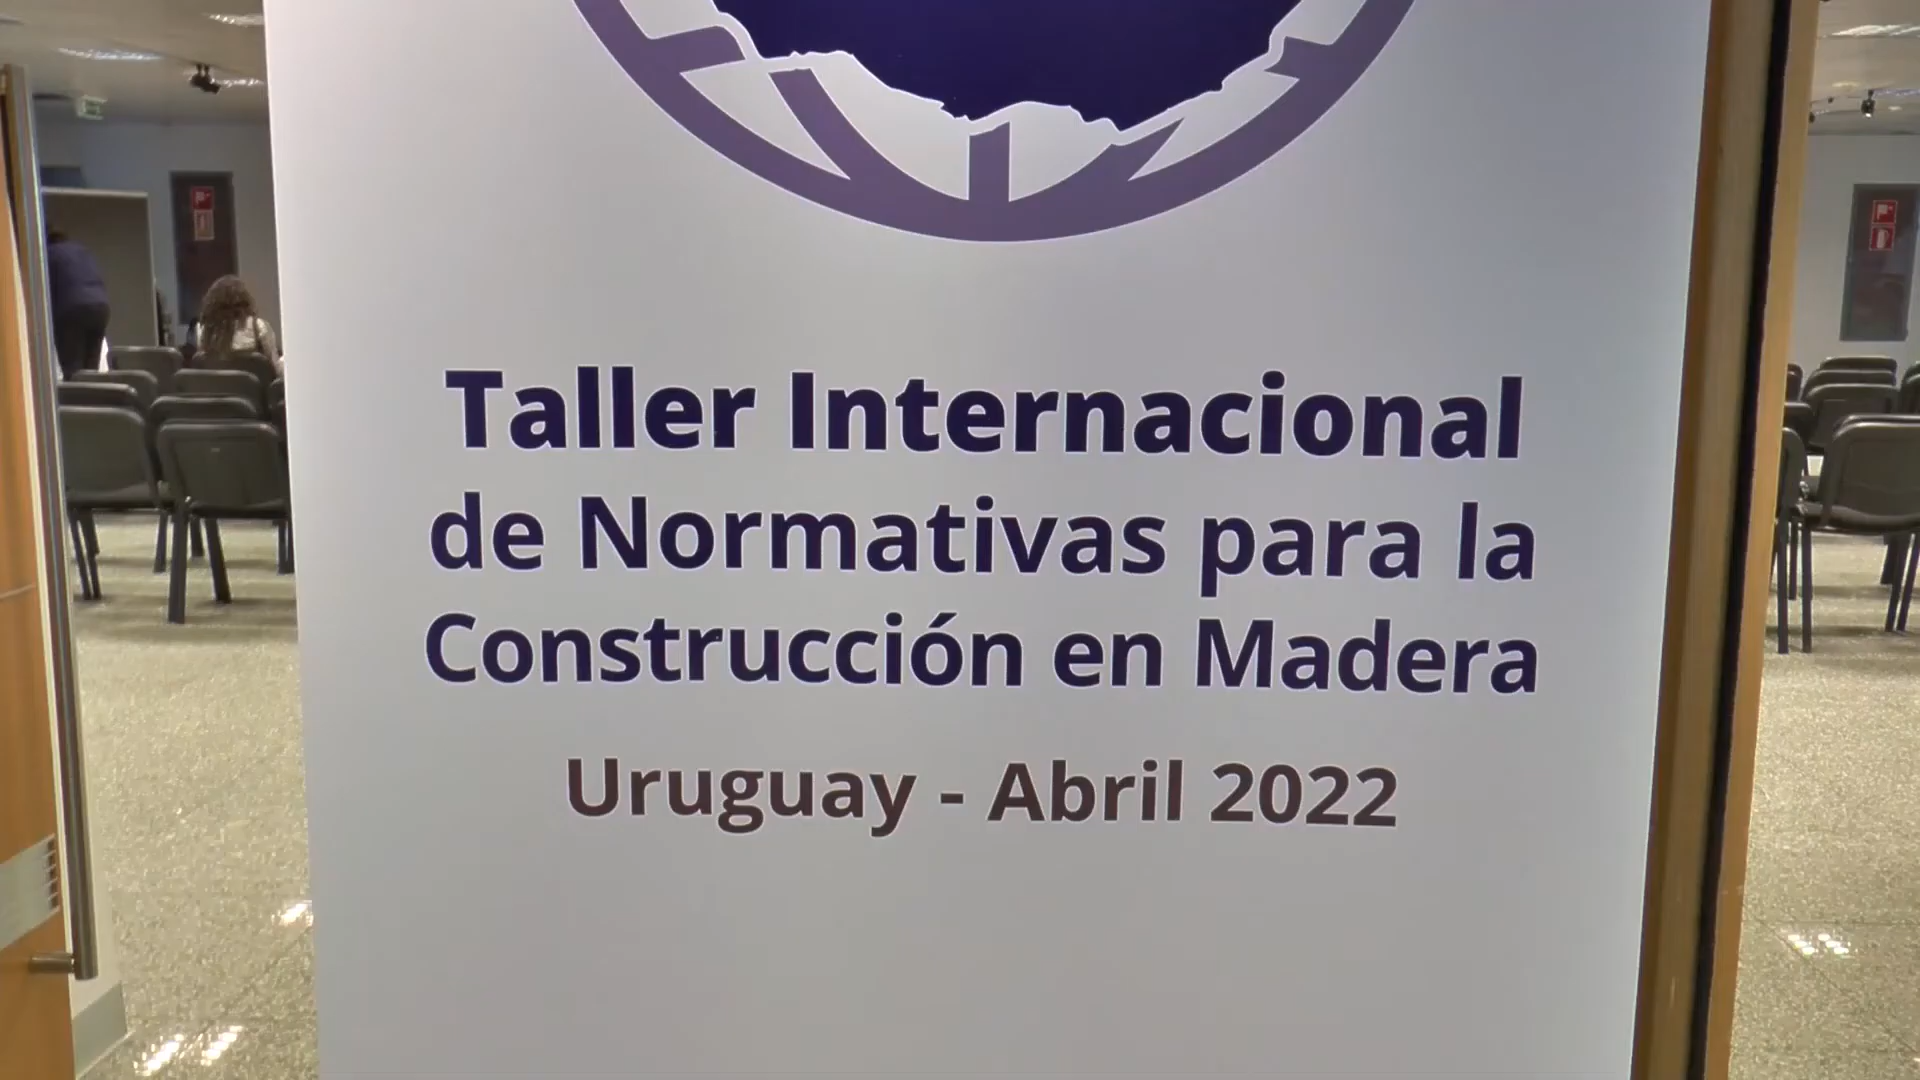 Taller Internacional
de Normativas para la
Construcción en Madera
Uruguay - Abril 2022